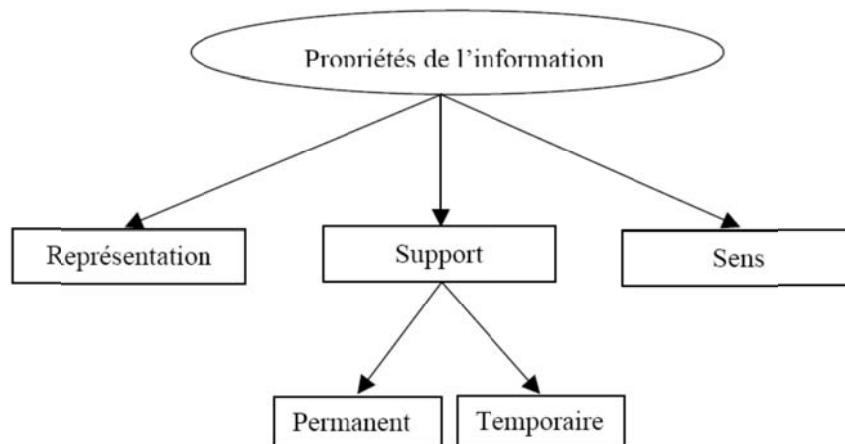 Propriétés de l’information
Représentation
Support
Sens
Permanent
Temporaire